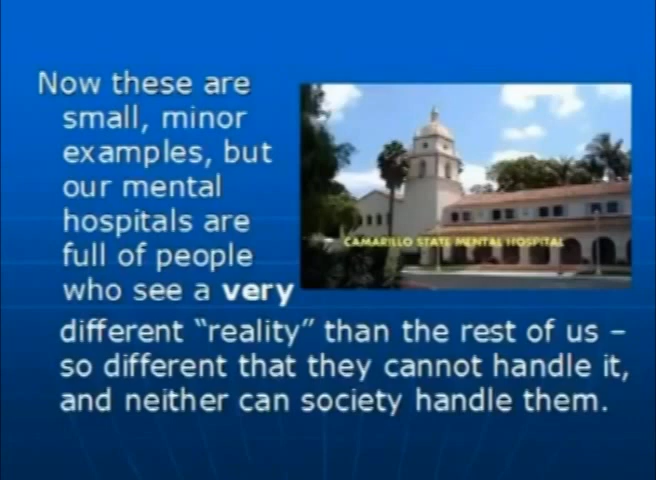 Now these are
small, minor
examples, but
our mental
hospitals are
full of people
who see a very
different “reality” than the rest of us –
so different that they cannot handle it,
and neither can society handle them.
CAMARILLO STATE MENTAL HOSPITAL